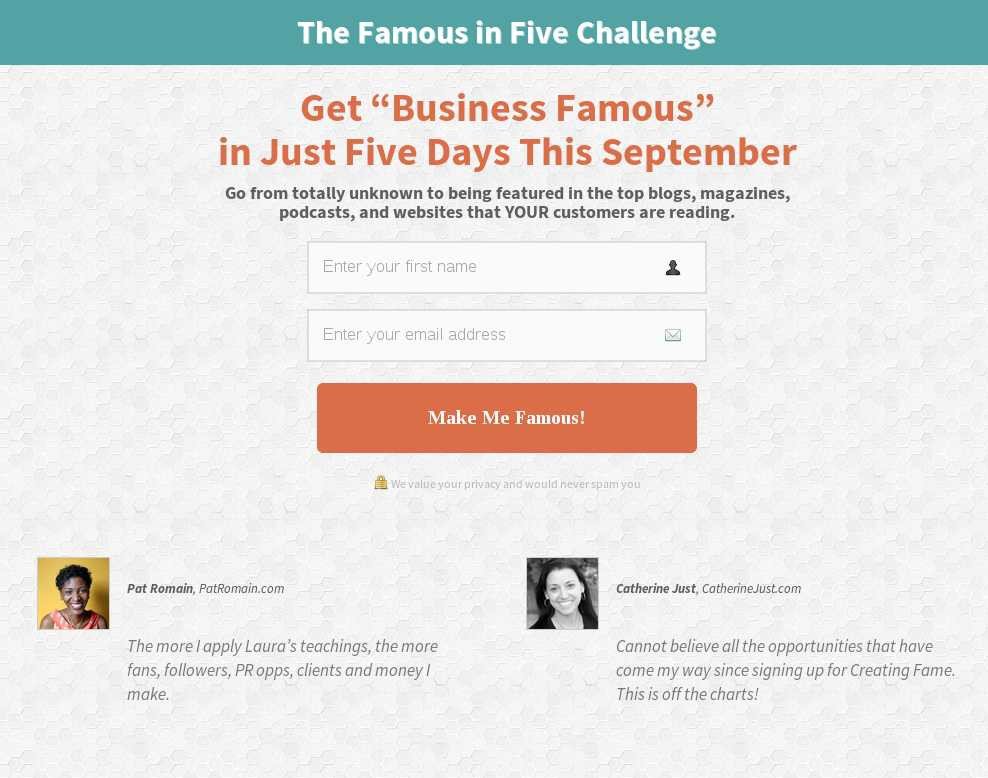 The Famous in Five Challenge
Get “Business Famous”
in Just Five Days This September
Go from totally unknown to being featured in the top blogs, magazines,
podcasts, and websites that YOUR customers are reading.
Enter your first name
Enter your email address
Make Me Famous!
We value your privacy and would never spam you
Pat Romain, PatRomain.com
The more I apply Laura’s teachings, the more
fans, followers, PR opps, clients and money I
make.
Catherine Just, CatherineJust.com
Cannot believe all the opportunities that have
come my way since signing up for Creating Fame.
This is off the charts!